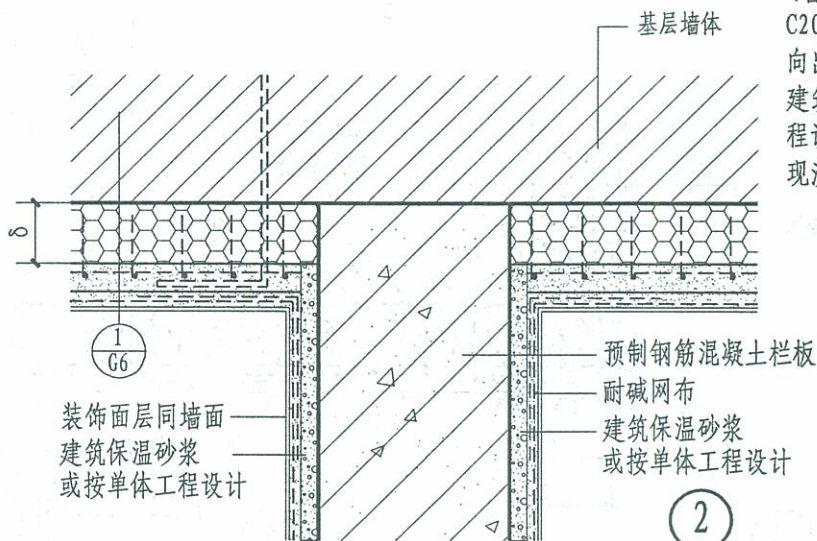 基层墙体
C20
向
建筑
程
现
δ
1
G6
装饰面层同墙面
建筑保温砂浆
或按单体工程设计
预制钢筋混凝土栏板
耐碱网布
建筑保温砂浆
或按单体工程设计
2